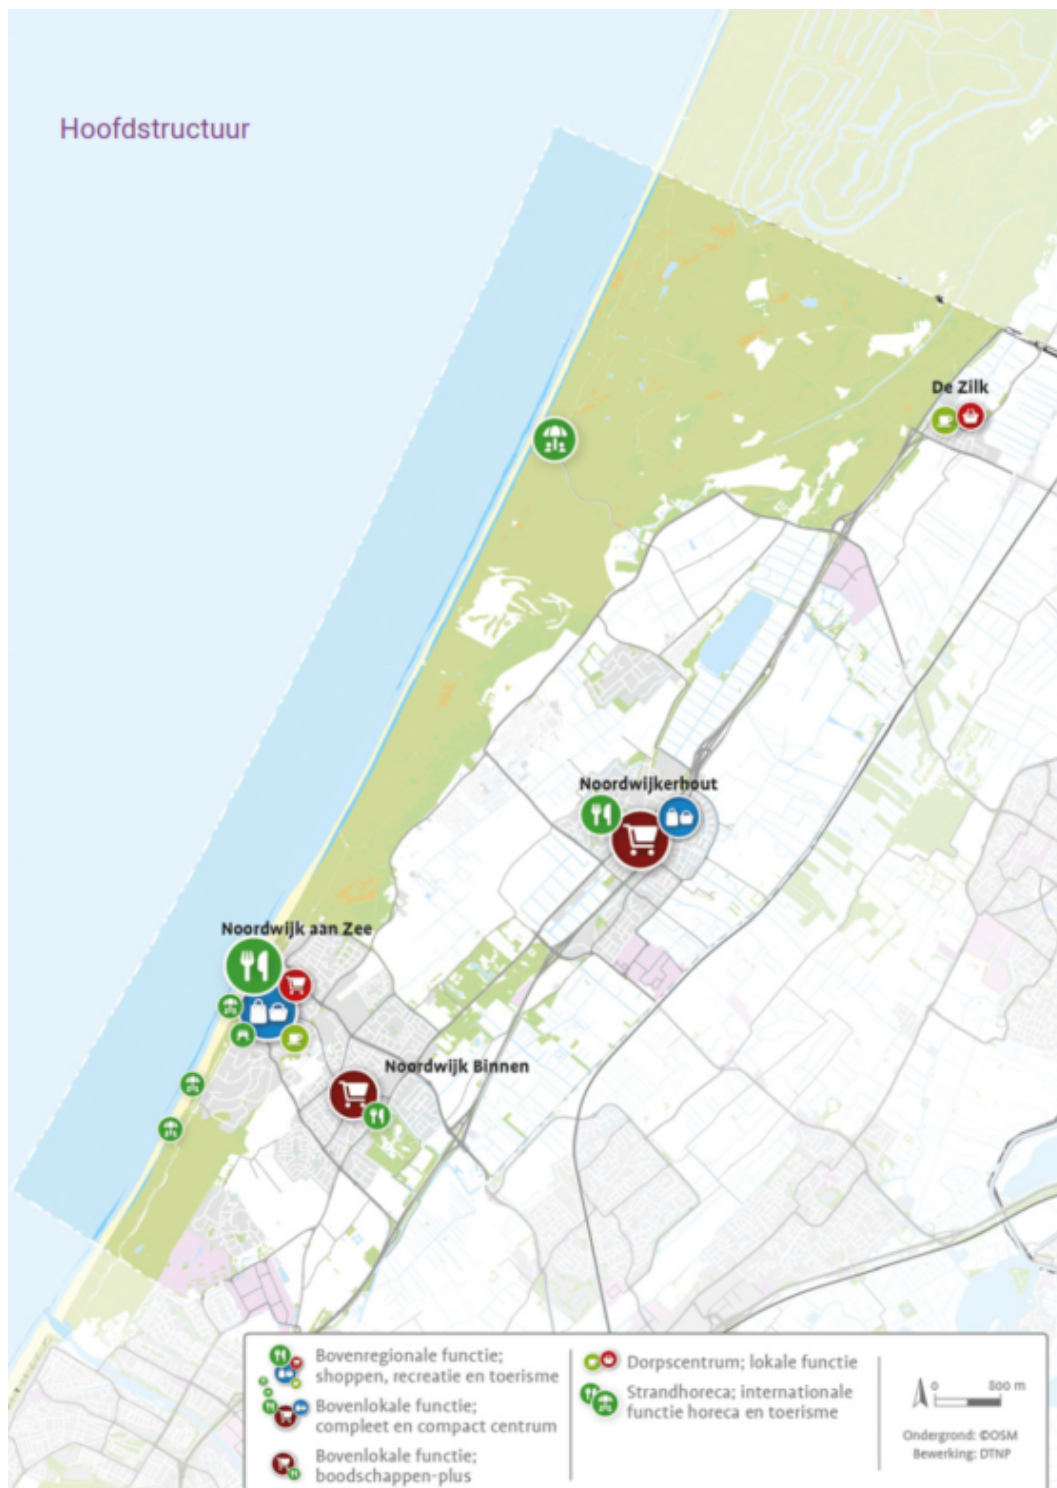 Hoofdstructuur
De Zilk
Noordwijkerhout
Noordwijk aan Zee
Noordwijk Binnen
Bovenregionale functie;
shoppen, recreatie en toerisme
Bovenlokale functie;
compleet en compact centrum
Bovenlokale functie;
boodschappen-plus
Dorpscentrum; lokale functie
Strandhoreca; internationale
functie horeca en toerisme
0 800 m
Ondergrond: ©OSM
Bewerking: DTNP